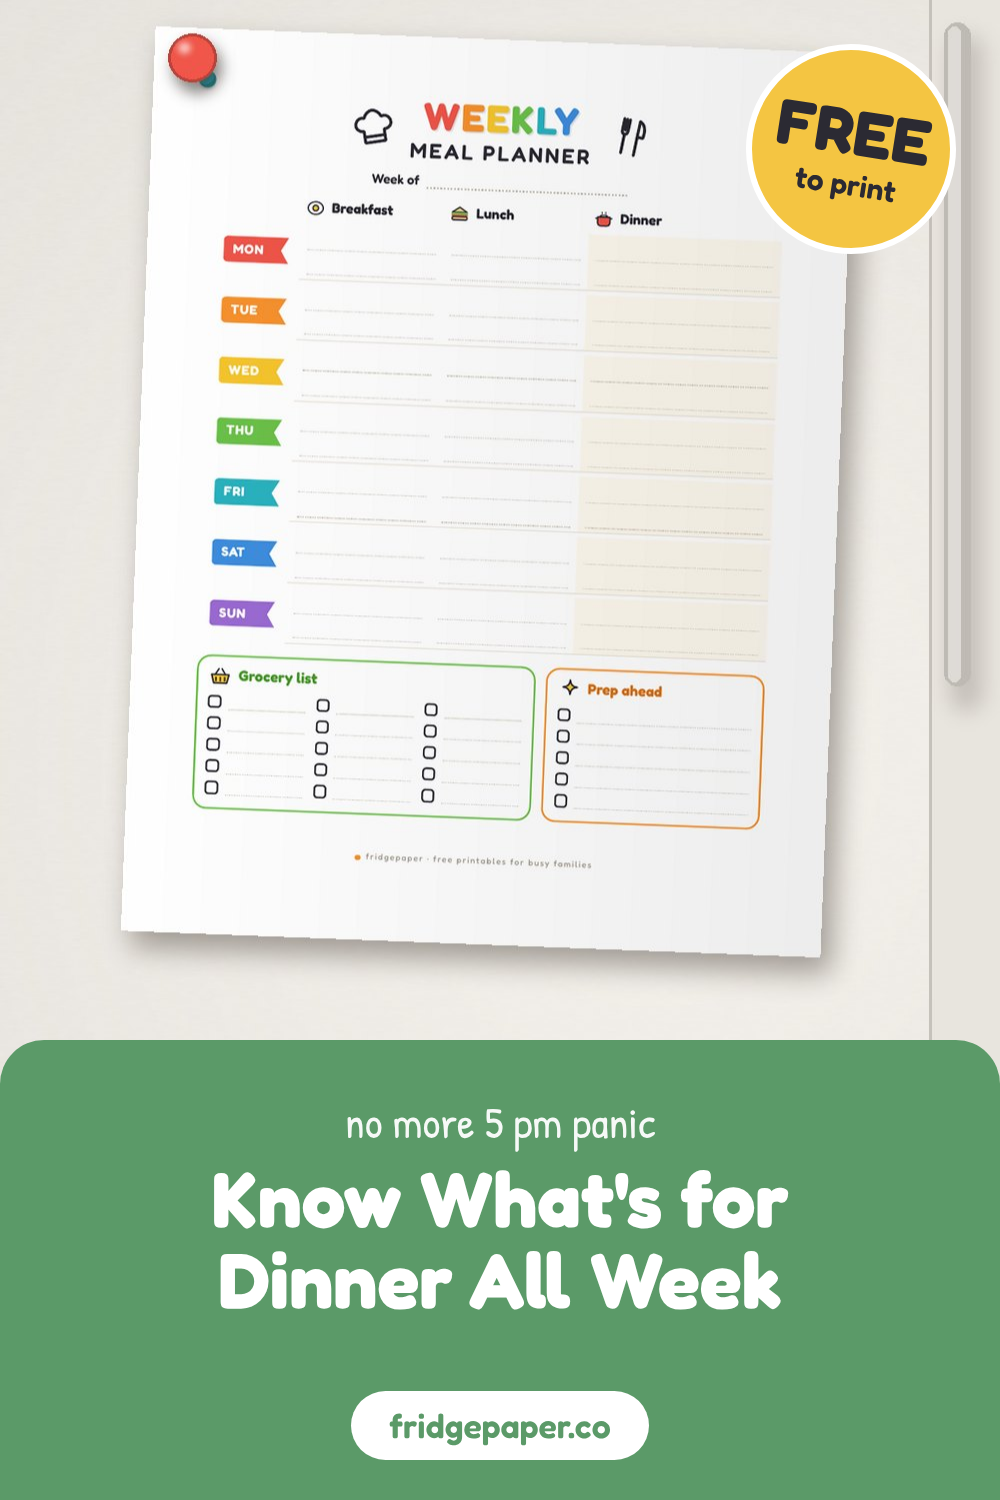 WEEKLY
MEAL PLANNER
Week of
Breakfast Lunch Dinner
MON
TUE
WED
THU
FRI
SAT
SUN
Grocery list
Prep ahead
fridgepaper · free printables for busy families
FREE
to print
no more 5 pm panic
Know What's for
Dinner All Week
fridgepaper.co